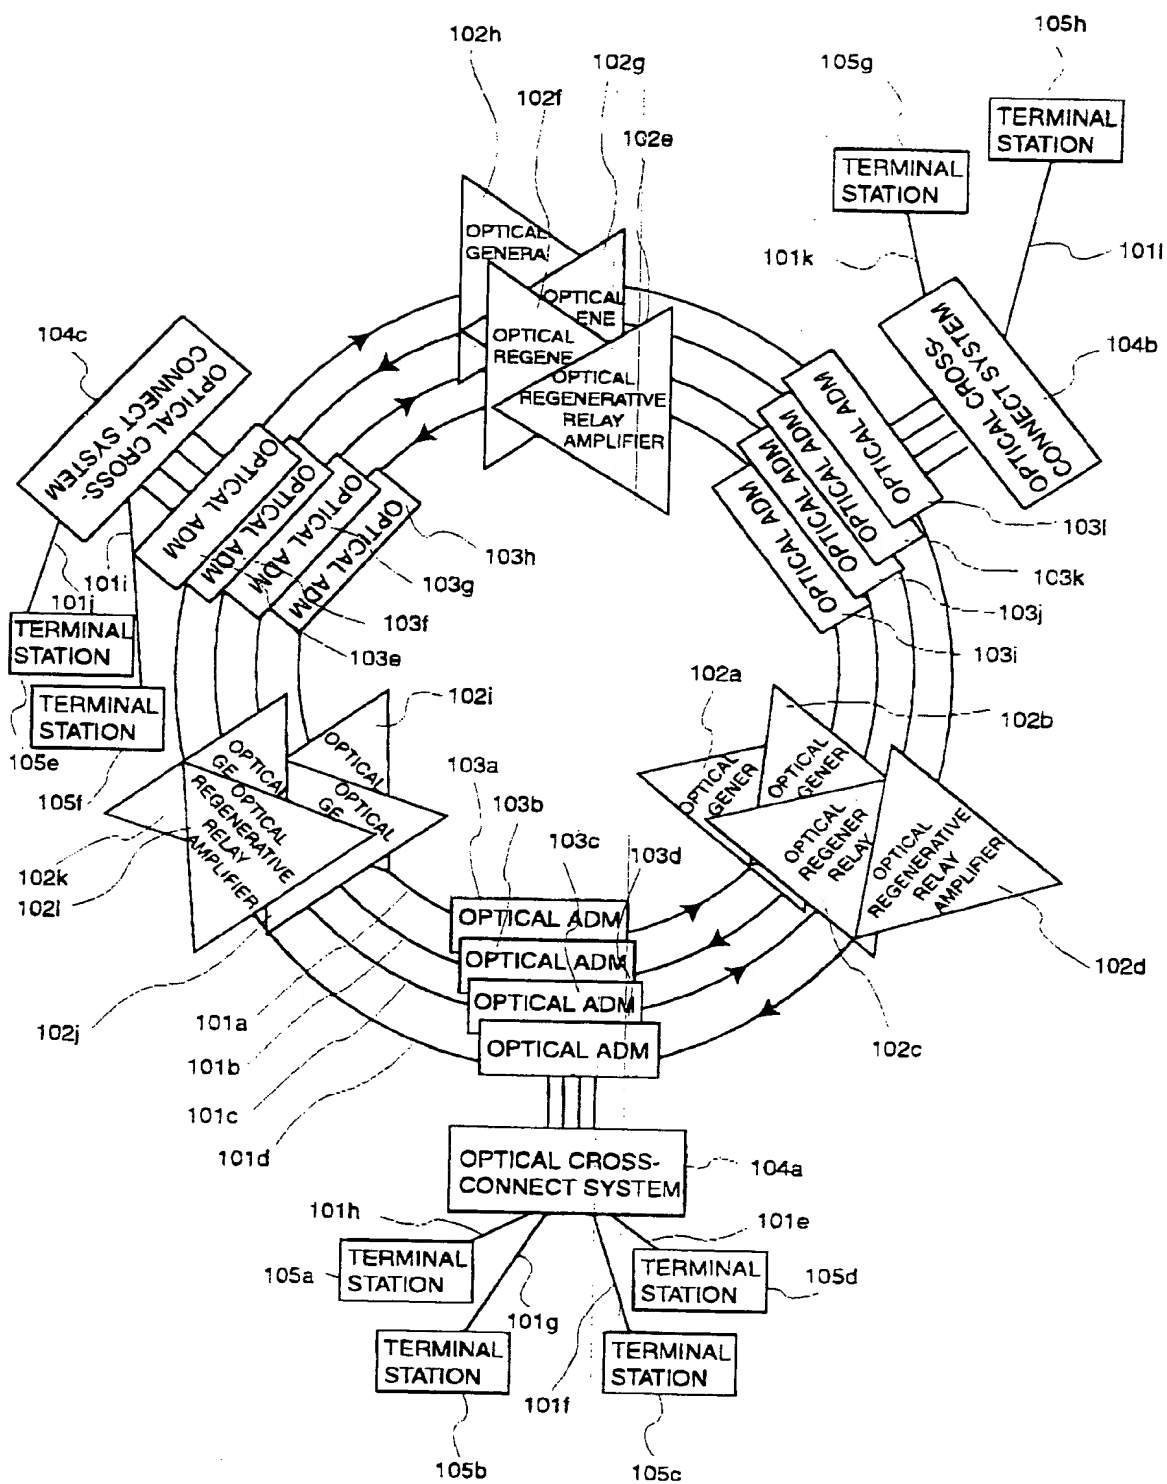 102h
102g
102f
102e
105h
105g
TERMINAL
STATION
TERMINAL
STATION
101k
101l
OPTICAL
GENERA
OPTICAL
ENE
OPTICAL
REGENE
OPTICAL
REGENERATIVE
RELAY
AMPLIFIER
104c
OPTICAL CROSS-
CONNECT SYSTEM
OPTICAL CROSS-
CONNECT SYSTEM
104b
OPTICAL ADM
OPTICAL ADM
OPTICAL ADM
OPTICAL ADM
OPTICAL ADM
OPTICAL ADM
OPTICAL ADM
OPTICAL ADM
103h
103g
103f
103e
103l
103k
103j
103i
101i
101j
TERMINAL
STATION
TERMINAL
STATION
105e
105f
102i
102a
102b
OPTICAL
GE
OPTICAL
REGENERATIVE
RELAY
AMPLIFIER
OPTICAL
GE
OPTICAL
OPTICAL
GENER
OPTICAL
GENER
OPTICAL
REGENER
RELAY
OPTICAL
REGENERATIVE
RELAY
AMPLIFIER
102k
102l
102j
102d
102c
103a
103b
103c
103d
OPTICAL ADM
OPTICAL ADM
OPTICAL ADM
OPTICAL ADM
101a
101b
101c
101d
OPTICAL CROSS-
CONNECT SYSTEM
104a
101h
101e
TERMINAL
STATION
105a
TERMINAL
STATION
105d
101g
101f
TERMINAL
STATION
TERMINAL
STATION
105b
105c